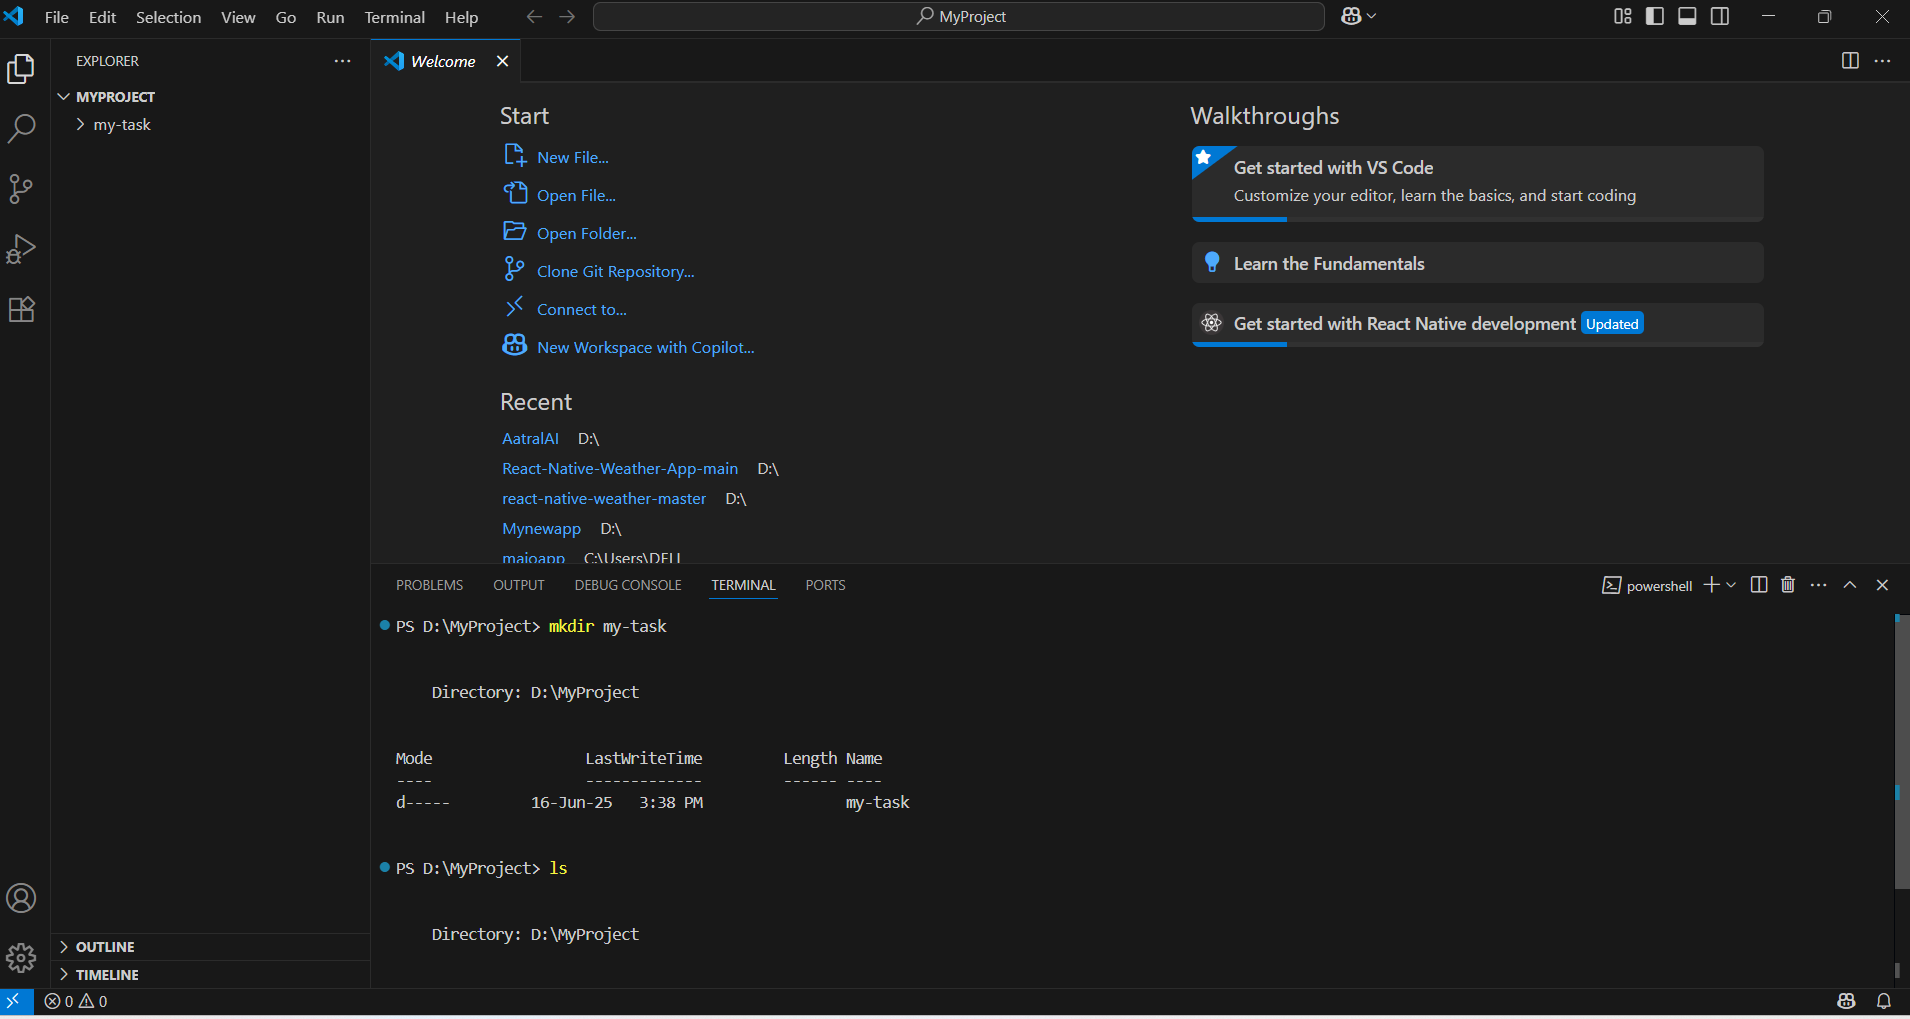 File Edit Selection View Go Run Terminal Help
MyProject
EXPLORER
MYPROJECT
my-task
OUTLINE
TIMELINE
Welcome
Start
New File...
Open File...
Open Folder...
Clone Git Repository...
Connect to...
New Workspace with Copilot...
Recent
AatralAI D:\
React-Native-Weather-App-main D:\
react-native-weather-master D:\
Mynewapp D:\
majoapp C:\Users\DELL
Walkthroughs
Get started with VS Code
Customize your editor, learn the basics, and start coding
Learn the Fundamentals
Get started with React Native development Updated
PROBLEMS OUTPUT DEBUG CONSOLE TERMINAL PORTS
powershell
PS D:\MyProject> mkdir my-task
Directory: D:\MyProject
Mode LastWriteTime Length Name
---- ------------- ------ ----
d----- 16-Jun-25 3:38 PM my-task
PS D:\MyProject> ls
Directory: D:\MyProject
0 0